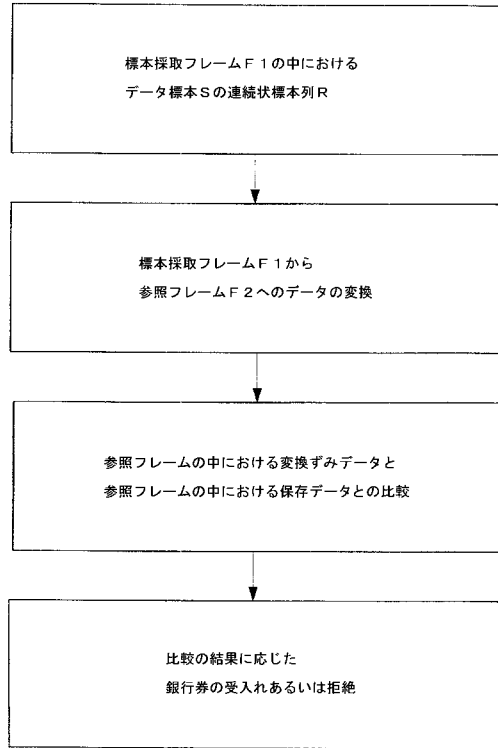 標本採取フレームF1の中における
データ標本Sの連続状標本列R
標本採取フレームF1から
参照フレームF2へのデータの変換
参照フレームの中における変換ずみデータと
参照フレームの中における保存データとの比較
比較の結果に応じた
銀行券の受入れあるいは拒絶